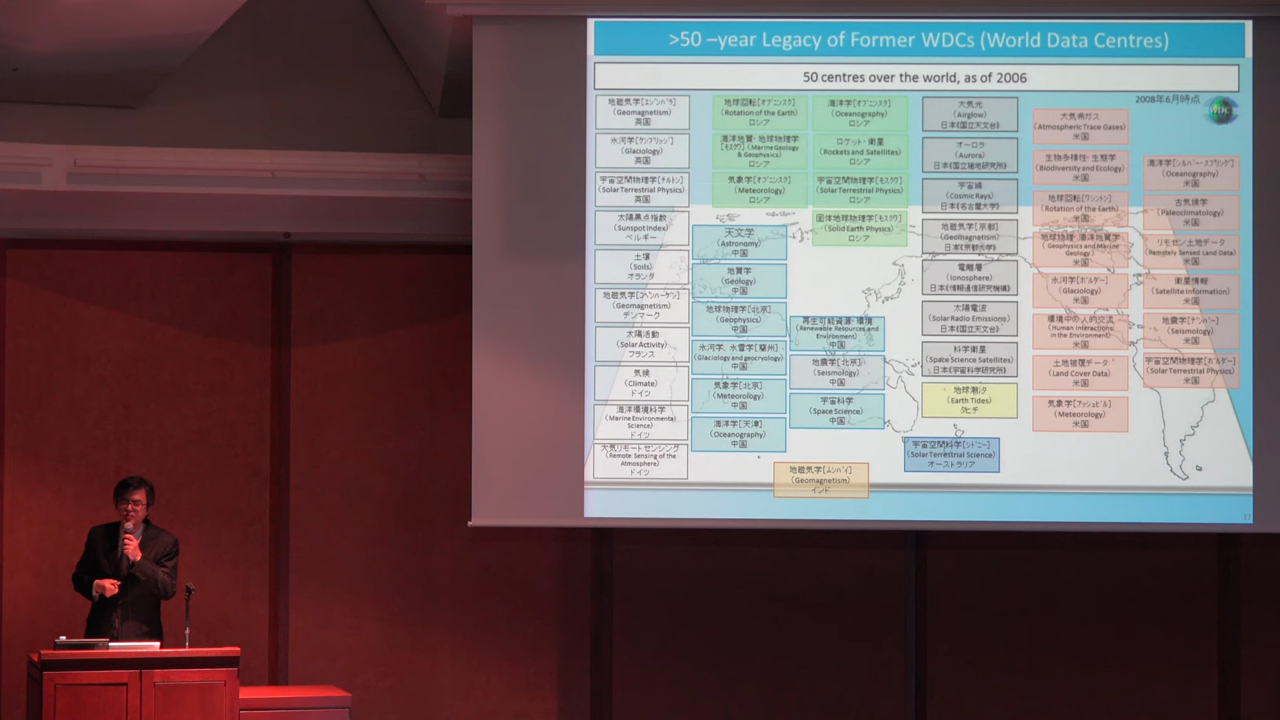 >50 –year Legacy of Former WDCs (World Data Centres)
50 centres over the world, as of 2006
2008年6月時点
WDC
地磁気学[エジンバラ]
(Geomagnetism)
英国
氷河学[ケンブリッジ]
(Glaciology)
英国
宇宙空間物理学[チルトン]
(Solar Terrestrial Physics)
英国
太陽黒点指数
(Sunspot Index)
ベルギー
土壌
(Soils)
オランダ
地磁気学[コペンハーゲン]
(Geomagnetism)
デンマーク
太陽活動
(Solar Activity)
フランス
気候
(Climate)
ドイツ
海洋環境科学
(Marine Environmental
Science)
ドイツ
大気リモートセンシング
(Remote Sensing of the
Atmosphere)
ドイツ
地球回転[オブニンスク]
(Rotation of the Earth)
ロシア
海洋地質・地球物理学
[モスクワ] (Marine Geology
& Geophysics)
ロシア
気象学[オブニンスク]
(Meteorology)
ロシア
天文学
(Astronomy)
中国
地質学
(Geology)
中国
地球物理学[北京]
(Geophysics)
中国
氷河学、氷雪学[蘭州]
(Glaciology and geocryology)
中国
気象学[北京]
(Meteorology)
中国
海洋学[天津]
(Oceanography)
中国
海洋学[オブニンスク]
(Oceanography)
ロシア
ロケット・衛星
(Rockets and Satellites)
ロシア
宇宙空間物理学[モスクワ]
(Solar Terrestrial Physics)
ロシア
固体地球物理学[モスクワ]
(Solid Earth Physics)
ロシア
再生可能資源・環境
(Renewable Resources and
Environment)
中国
地震学[北京]
(Seismology)
中国
宇宙科学
(Space Science)
中国
地磁気学[ムンバイ]
(Geomagnetism)
インド
大気光
(Airglow)
日本《国立天文台》
オーロラ
(Aurora)
日本《国立極地研究所》
宇宙線
(Cosmic Rays)
日本《名古屋大学》
地磁気学[京都]
(Geomagnetism)
日本《京都大学》
電離層
(Ionosphere)
日本《情報通信研究機構》
太陽電波
(Solar Radio Emissions)
日本《国立天文台》
科学衛星
(Space Science Satellites)
日本《宇宙科学研究所》
地球潮汐
(Earth Tides)
タヒチ
宇宙空間科学[シドニー]
(Solar Terrestrial Science)
オーストラリア
大気希ガス
(Atmospheric Trace Gases)
米国
生物多様性・生態学
(Biodiversity and Ecology)
米国
地球回転[ワシントン]
(Rotation of the Earth)
米国
地球物理・海洋地質学
(Geophysics and Marine
Geology)
米国
氷河学[ボルダー]
(Glaciology)
米国
環境中の人的交流
(Human Interactions
in the Environment)
米国
土地被覆データ
(Land Cover Data)
米国
気象学[アッシュビル]
(Meteorology)
米国
海洋学[シルバースプリング]
(Oceanography)
米国
古気候学
(Paleoclimatology)
米国
リモセン土地データ
(Remotely Sensed Land Data)
米国
衛星情報
(Satellite Information)
米国
地震学[デンバー]
(Seismology)
米国
宇宙空間物理学[ボルダー]
(Solar Terrestrial Physics)
米国
17